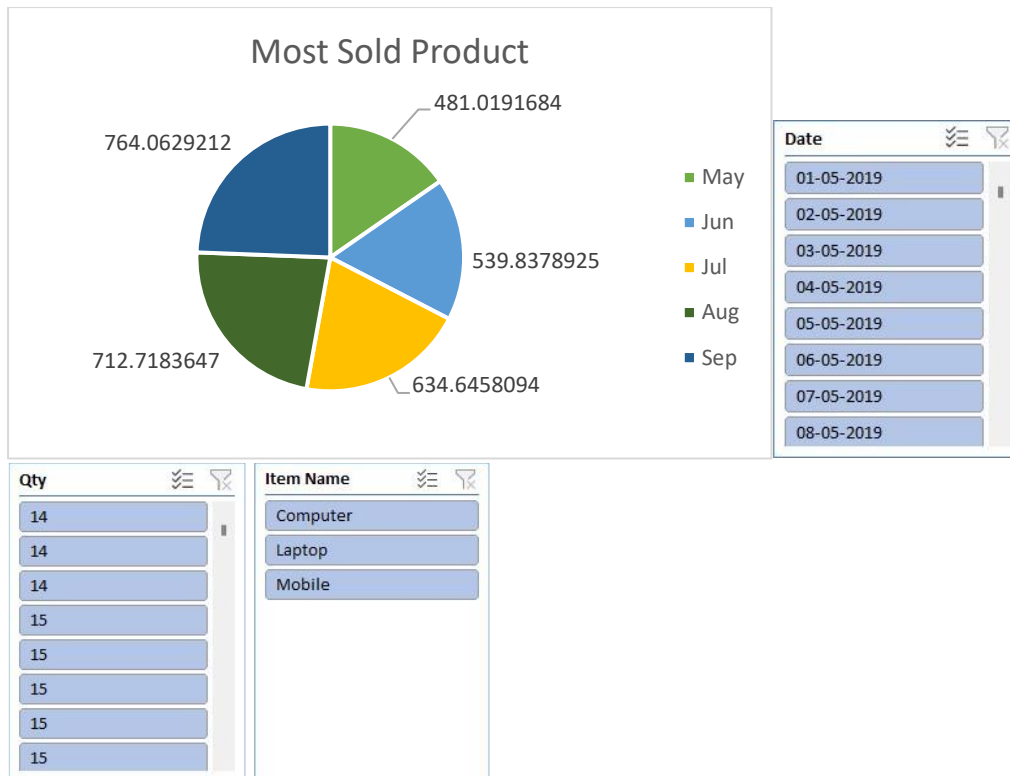 Most Sold Product
481.0191684
764.0629212
539.8378925
712.7183647
634.6458094
May
Jun
Jul
Aug
Sep
Date
01-05-2019
02-05-2019
03-05-2019
04-05-2019
05-05-2019
06-05-2019
07-05-2019
08-05-2019
Qty
14
14
14
15
15
15
15
15
Item Name
Computer
Laptop
Mobile